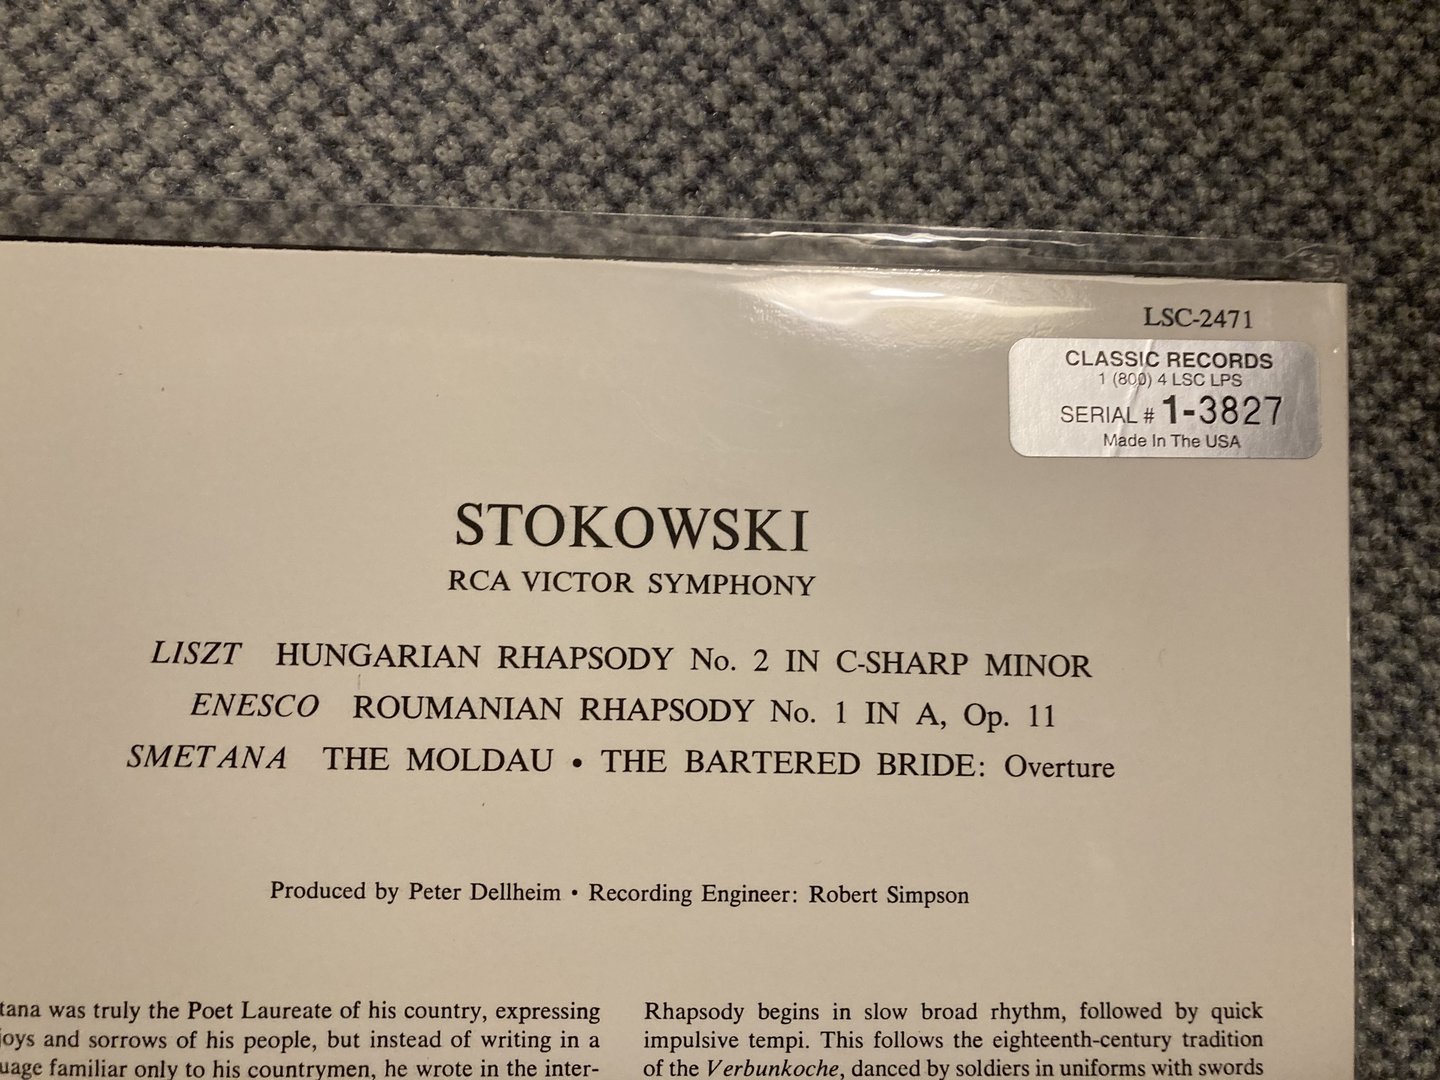 LSC-2471
CLASSIC RECORDS
1 (800) 4 LSC LPS
SERIAL # 1-3827
Made In The USA
STOKOWSKI
RCA VICTOR SYMPHONY
LISZT HUNGARIAN RHAPSODY No. 2 IN C-SHARP MINOR
ENESCO ROUMANIAN RHAPSODY No. 1 IN A, Op. 11
SMETANA THE MOLDAU • THE BARTERED BRIDE: Overture
Produced by Peter Dellheim • Recording Engineer: Robert Simpson
tana was truly the Poet Laureate of his country, expressing
joys and sorrows of his people, but instead of writing in a
uage familiar only to his countrymen, he wrote in the inter-
Rhapsody begins in slow broad rhythm, followed by quick
impulsive tempi. This follows the eighteenth-century tradition
of the Verbunkoche, danced by soldiers in uniforms with swords